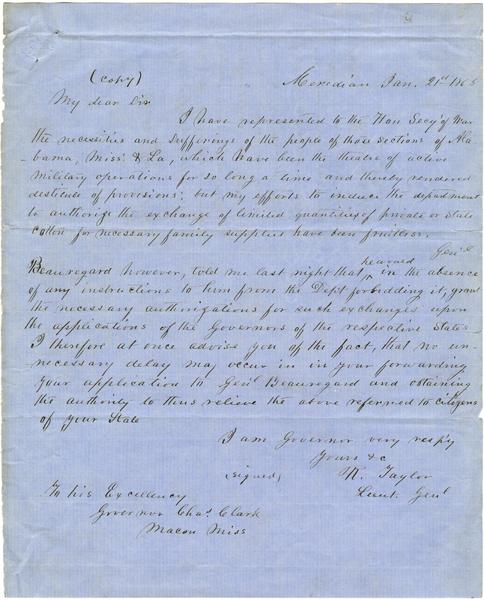 (copy) Meridian Jan. 21st 1865
My dear Sir
I have represented to the Hon Secy of War
the necessities and sufferings of the people of those sections of Ala-
-bama, Miss. & La, which have been the theatre of active
military operations for so long a time and thereby rendered
destitute of provisions; but my efforts to induce the department
to authorize the exchange of limited quantities of private or State
cotton for necessary family supplies have been fruitless. Genl
Beauregard however, told me last night that he would in the absence
of any instructions to him from the Dept forbidding it, grant
the necessary authorizations for such exchanges upon
the applications of the Governors of the respective States
I therefore at once advise you of the fact, that no un-
necessary delay may occur in in your forwarding
your application to Genl Beauregard and obtaining
the authority to thus relieve the above referred to citizens
of your State
I am Governor very respy
Yours &c
(signed) R. Taylor
Lieut. Genl
To his Excellency
Governor Chas Clark
Macon Miss